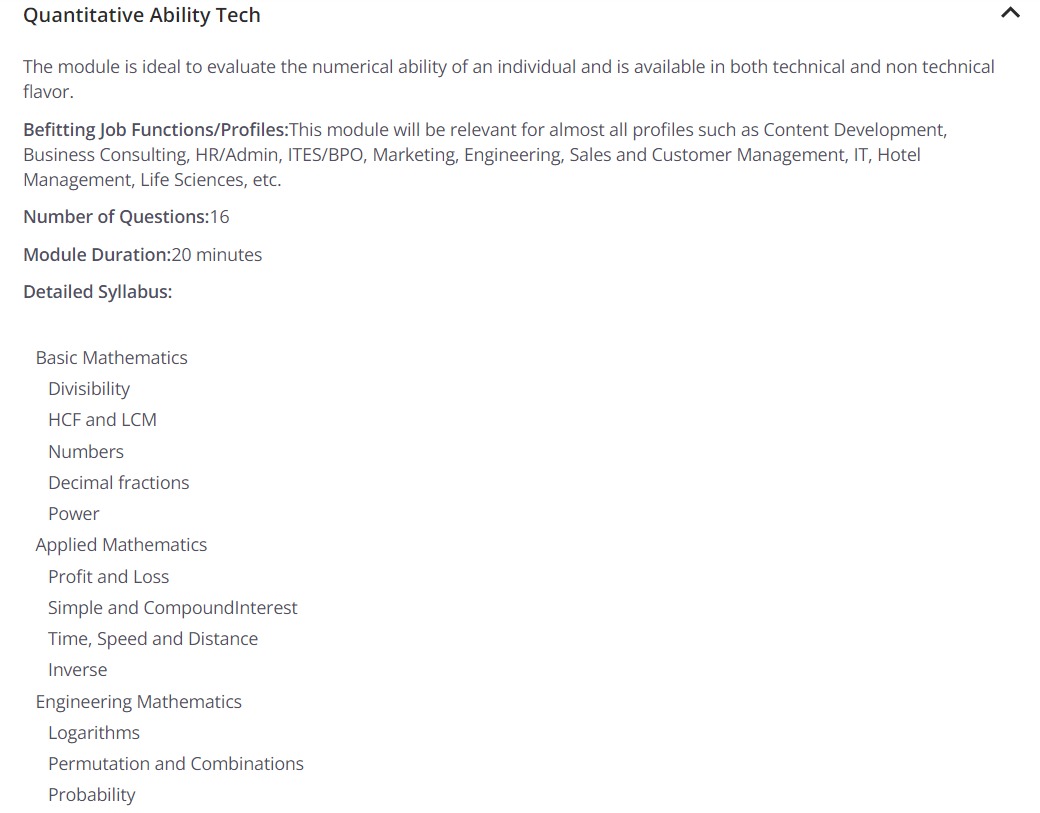 Quantitative Ability Tech
The module is ideal to evaluate the numerical ability of an individual and is available in both technical and non technical
flavor.
Befitting Job Functions/Profiles:This module will be relevant for almost all profiles such as Content Development,
Business Consulting, HR/Admin, ITES/BPO, Marketing, Engineering, Sales and Customer Management, IT, Hotel
Management, Life Sciences, etc.
Number of Questions:16
Module Duration:20 minutes
Detailed Syllabus:
Basic Mathematics
Divisibility
HCF and LCM
Numbers
Decimal fractions
Power
Applied Mathematics
Profit and Loss
Simple and CompoundInterest
Time, Speed and Distance
Inverse
Engineering Mathematics
Logarithms
Permutation and Combinations
Probability